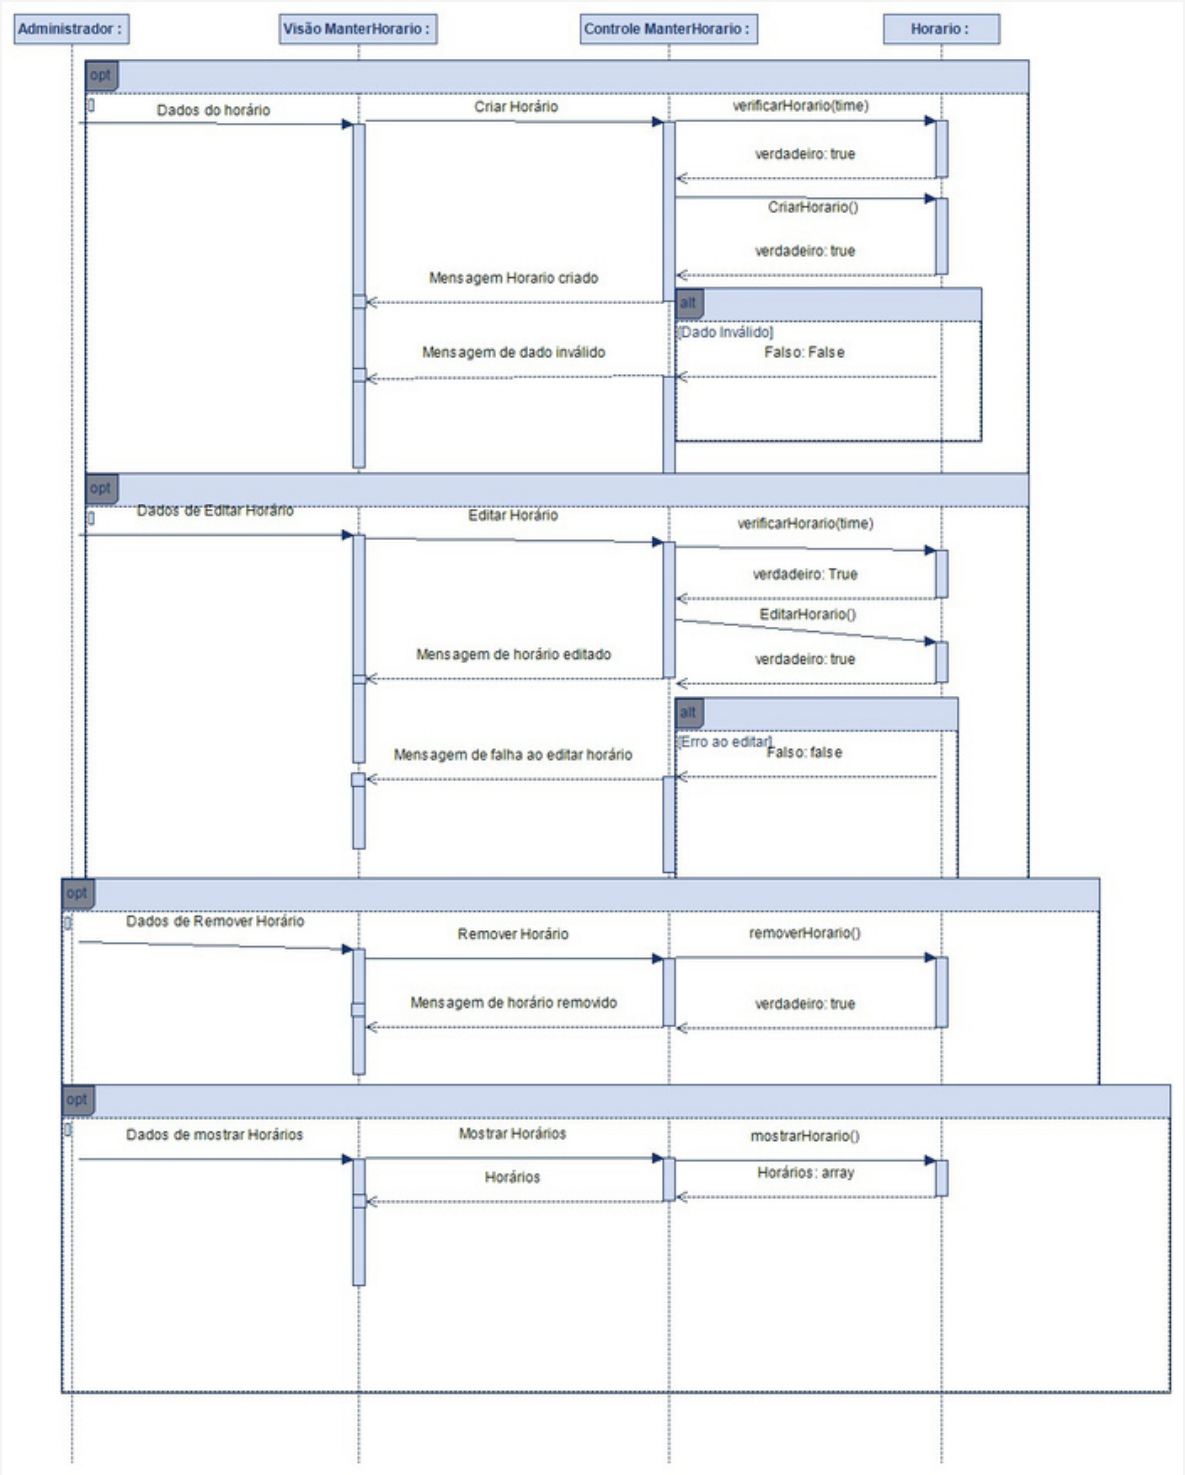 Administrador :
Visão ManterHorario :
Controle ManterHorario :
Horario :
opt
[]
Dados do horário
Criar Horário
verificarHorario(time)
verdadeiro: true
CriarHorario()
verdadeiro: true
Mensagem Horario criado
alt
[Dado Inválido]
Mensagem de dado inválido
Falso: False
opt
[]
Dados de Editar Horário
Editar Horário
verificarHorario(time)
verdadeiro: True
EditarHorario()
Mensagem de horário editado
verdadeiro: true
alt
[Erro ao editar]
Mensagem de falha ao editar horário
Falso: false
opt
[]
Dados de Remover Horário
Remover Horário
removerHorario()
Mensagem de horário removido
verdadeiro: true
opt
[]
Dados de mostrar Horários
Mostrar Horários
mostrarHorario()
Horários
Horários: array